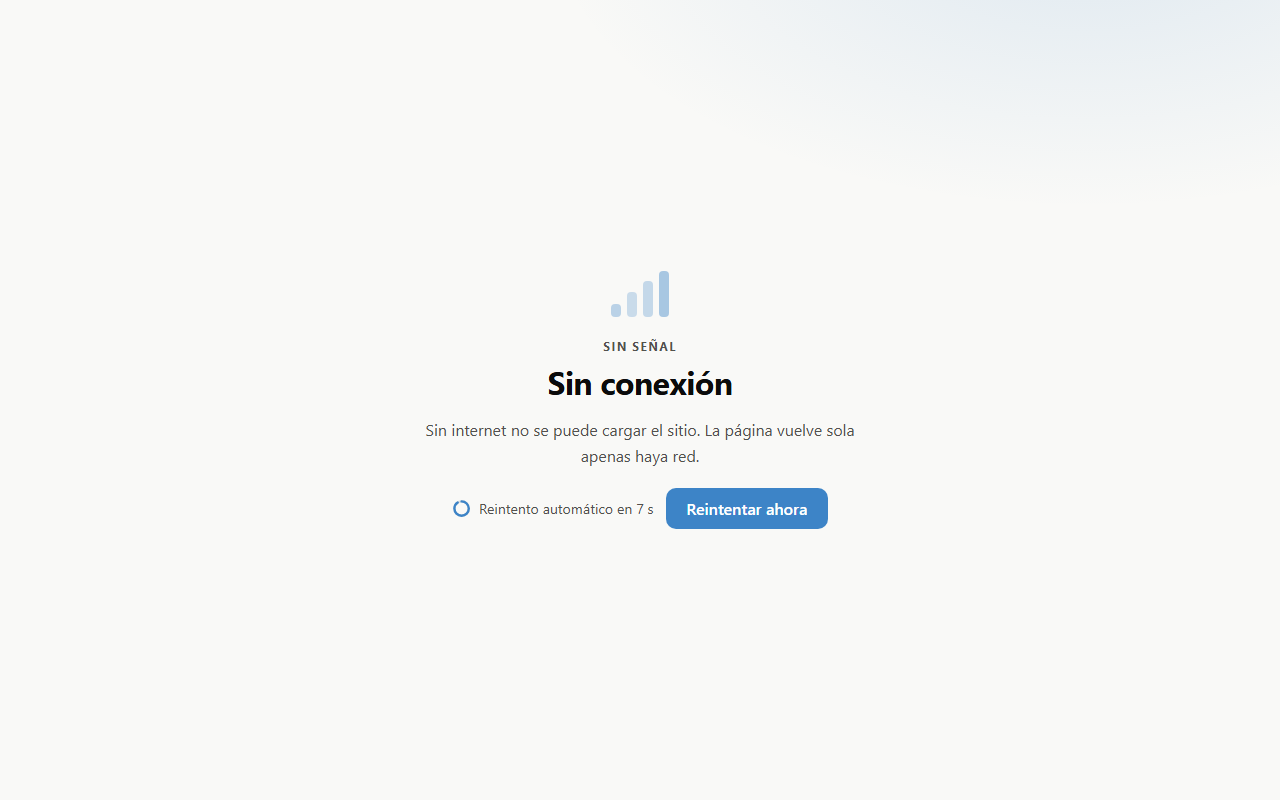 SIN SEÑAL
Sin conexión
Sin internet no se puede cargar el sitio. La página vuelve sola
apenas haya red.
Reintento automático en 7 s
Reintentar ahora